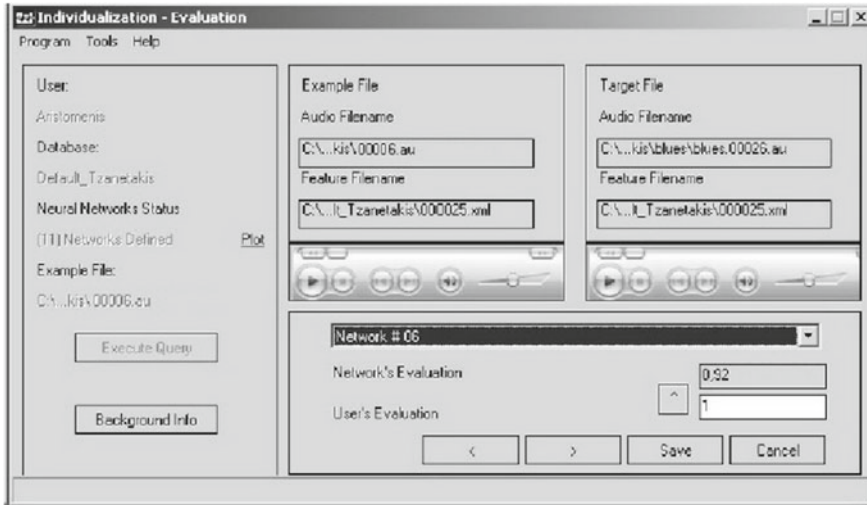 Individualization - Evaluation
Program Tools Help
User:
Aristomenis
Database:
Default_Tzanetakis
Neural Networks Status
(11) Networks Defined Plot
Example File:
C:\...kis\00006.au
Execute Query
Background Info
Example File
Audio Filename
C:\...kis\00006.au
Feature Filename
C:\...lt_Tzanetakis\000025.xml
Target File
Audio Filename
C:\...kis\blues\blues.00026.au
Feature Filename
C:\...lt_Tzanetakis\000025.xml
Network # 06
Network's Evaluation 0,92
User's Evaluation ^ 1
< > Save Cancel